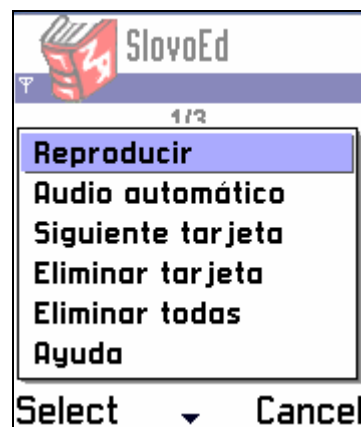 SlovoEd
1/3
Reproducir
Audio automático
Siguiente tarjeta
Eliminar tarjeta
Eliminar todas
Ayuda
Select Cancel